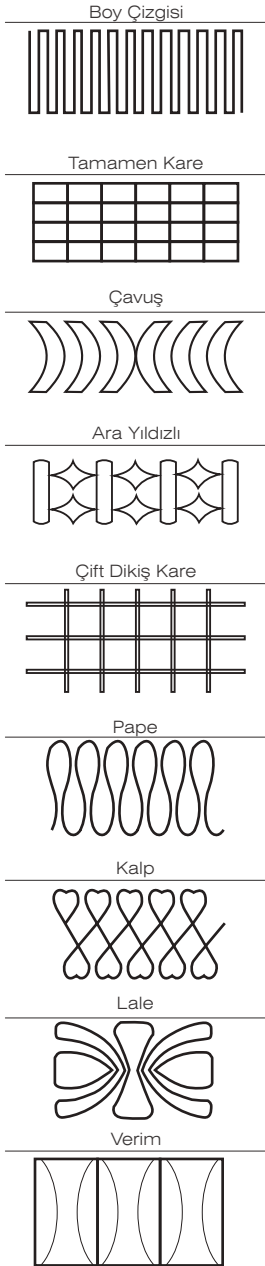 Boy Çizgisi
Tamamen Kare
Çavuş
Ara Yıldızlı
Çift Dikiş Kare
Pape
Kalp
Lale
Verim